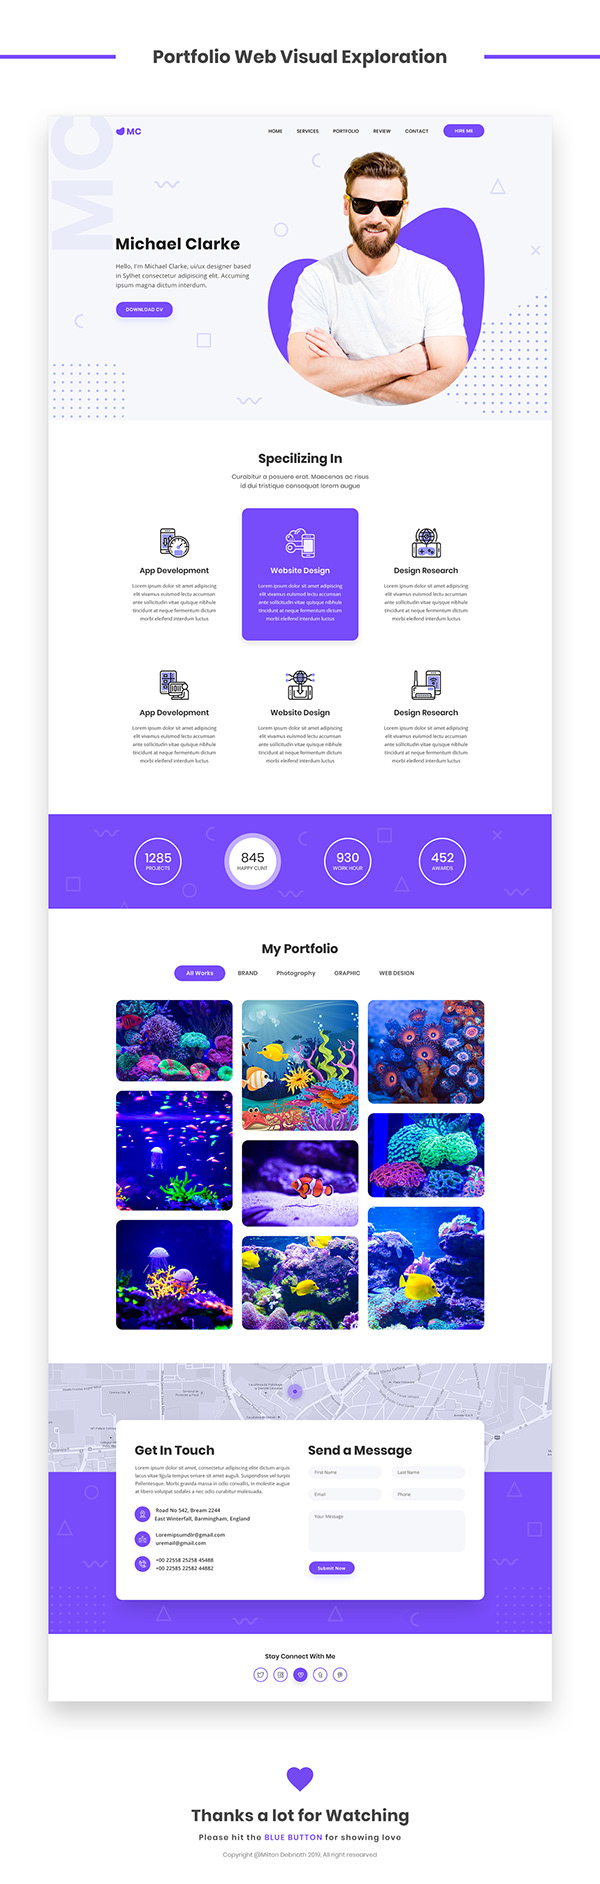 Portfolio Web Visual Exploration
MC
MC
HOME SERVICES PORTFOLIO REVIEW CONTACT HIRE ME
Michael Clarke
Hello, I'm Michael Clarke, ui/ux designer based
in Sylhet consectetur adipiscing elit. Accuming
ipsum magna dictum interdum.
DOWNLOAD CV
Specilizing In
Curabitur a posuere erat. Maecenas ac risus
id dui tristique consequat lorem augue
App Development
Lorem ipsum dolor sit amet adipiscing
elit vivamus euismod lectu accumsan
ante sollicitudin vitae quisque nibhule
tincidunt at neque fermentum dictum
morbi eleifend interdum luctus
Website Design
Lorem ipsum dolor sit amet adipiscing
elit vivamus euismod lectu accumsan
ante sollicitudin vitae quisque nibhule
tincidunt at neque fermentum dictum
morbi eleifend interdum luctus
Design Research
Lorem ipsum dolor sit amet adipiscing
elit vivamus euismod lectu accumsan
ante sollicitudin vitae quisque nibhule
tincidunt at neque fermentum dictum
morbi eleifend interdum luctus
App Development
Lorem ipsum dolor sit amet adipiscing
elit vivamus euismod lectu accumsan
ante sollicitudin vitae quisque nibhule
tincidunt at neque fermentum dictum
morbi eleifend interdum luctus
Website Design
Lorem ipsum dolor sit amet adipiscing
elit vivamus euismod lectu accumsan
ante sollicitudin vitae quisque nibhule
tincidunt at neque fermentum dictum
morbi eleifend interdum luctus
Design Research
Lorem ipsum dolor sit amet adipiscing
elit vivamus euismod lectu accumsan
ante sollicitudin vitae quisque nibhule
tincidunt at neque fermentum dictum
morbi eleifend interdum luctus
1285
PROJECTS
845
HAPPY CLINT
930
WORK HOUR
452
AWARDS
My Portfolio
All Works BRAND Photography GRAPHIC WEB DESIGN
Get In Touch
Lorem ipsum dolor sit amet, consectetur adipiscing elite dictum arquis
lacus vitae ligula tempus ornare sit amet auguli. Suspendisse vel turpis
Pellentesque. Morbi gravida massa in odio convallis, in molestie augue
at libero volutpat sodales a nec odio curabitur malesuada.
Road No 542, Bream 2244
East Winterfall, Barmingham, England
Loremipsumdlr@gmail.com
uremail@gmail.com
+00 22558 25258 45488
+00 22585 22582 44882
Send a Message
First Name Last Name
Email Phone
Your Message
Submit Now
Stay Connect With Me
Thanks a lot for Watching
Please hit the BLUE BUTTON for showing love
Copyright @Milton Debnath 2019, All right researved